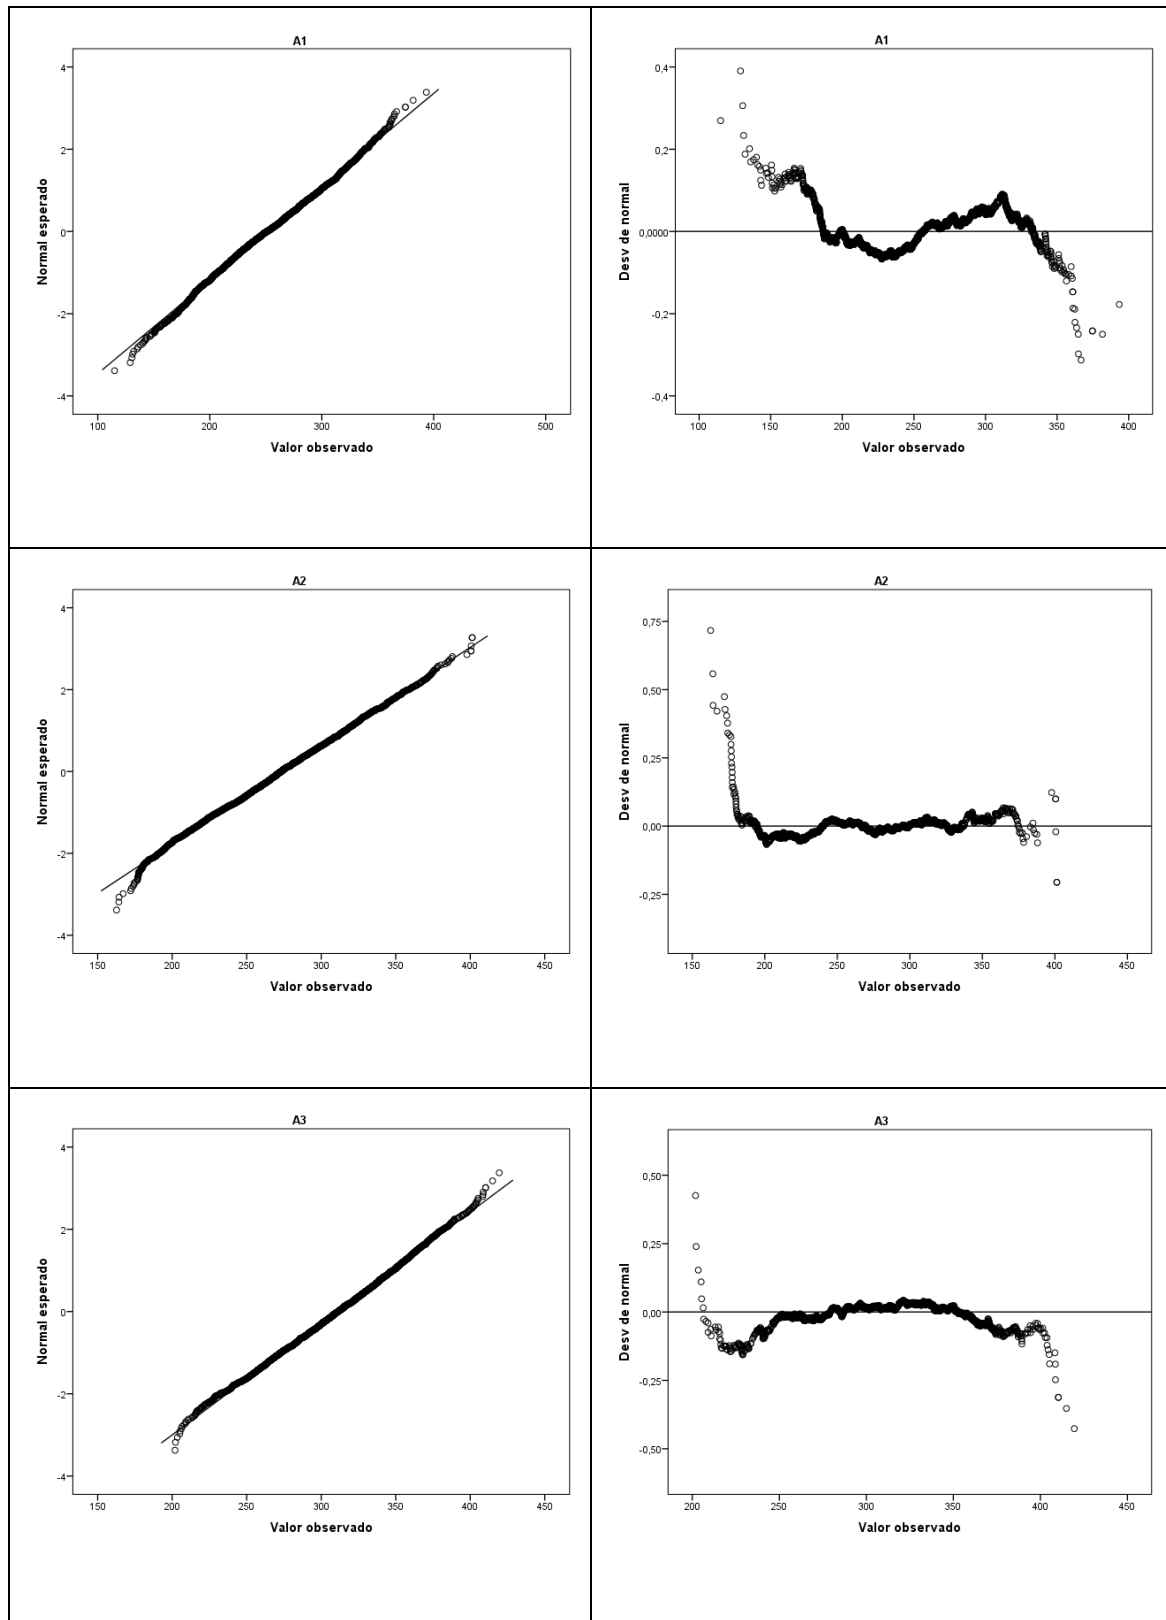 A1
4
2
0
-2
-4
Normal esperado
100 200 300 400 500
Valor observado
A1
0,4
0,2
0,0000
-0,2
-0,4
Desv de normal
100 150 200 250 300 350 400
Valor observado
A2
4
2
0
-2
-4
Normal esperado
150 200 250 300 350 400 450
Valor observado
A2
0,75
0,50
0,25
0,00
-0,25
Desv de normal
150 200 250 300 350 400 450
Valor observado
A3
4
2
0
-2
-4
Normal esperado
150 200 250 300 350 400 450
Valor observado
A3
0,50
0,25
0,00
-0,25
-0,50
Desv de normal
200 250 300 350 400 450
Valor observado